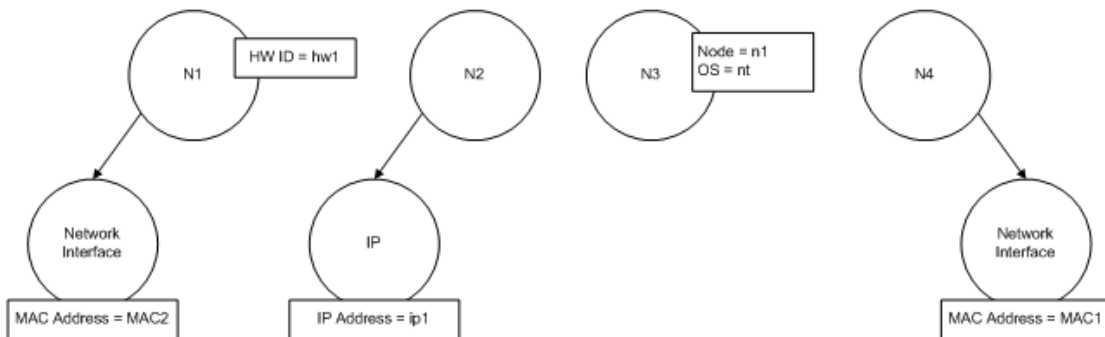 N1
HW ID = hw1
N2
N3
Node = n1
OS = nt
N4
Network
Interface
MAC Address = MAC2
IP
IP Address = ip1
Network
Interface
MAC Address = MAC1